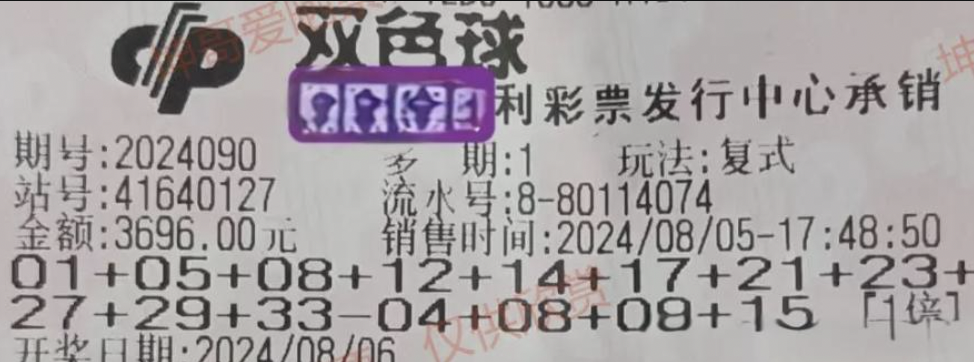 双色球
利彩票发行中心承销
期号:2024090 多 期:1 玩法:复式
站号:41640127 流水号:8-80114074
金额:3696.00元 销售时间:2024/08/05-17:48:50
01+05+08+12+14+17+21+23+
27+29+33-04+08+09+15 [1倍]
开奖日期:2024/08/06